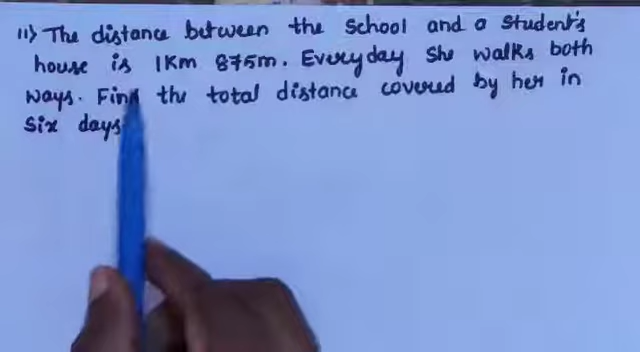 11) The distance between the School and a Student's
house is 1Km 875m. Everyday She walks both
ways. Find the total distance covered by her in
Six days